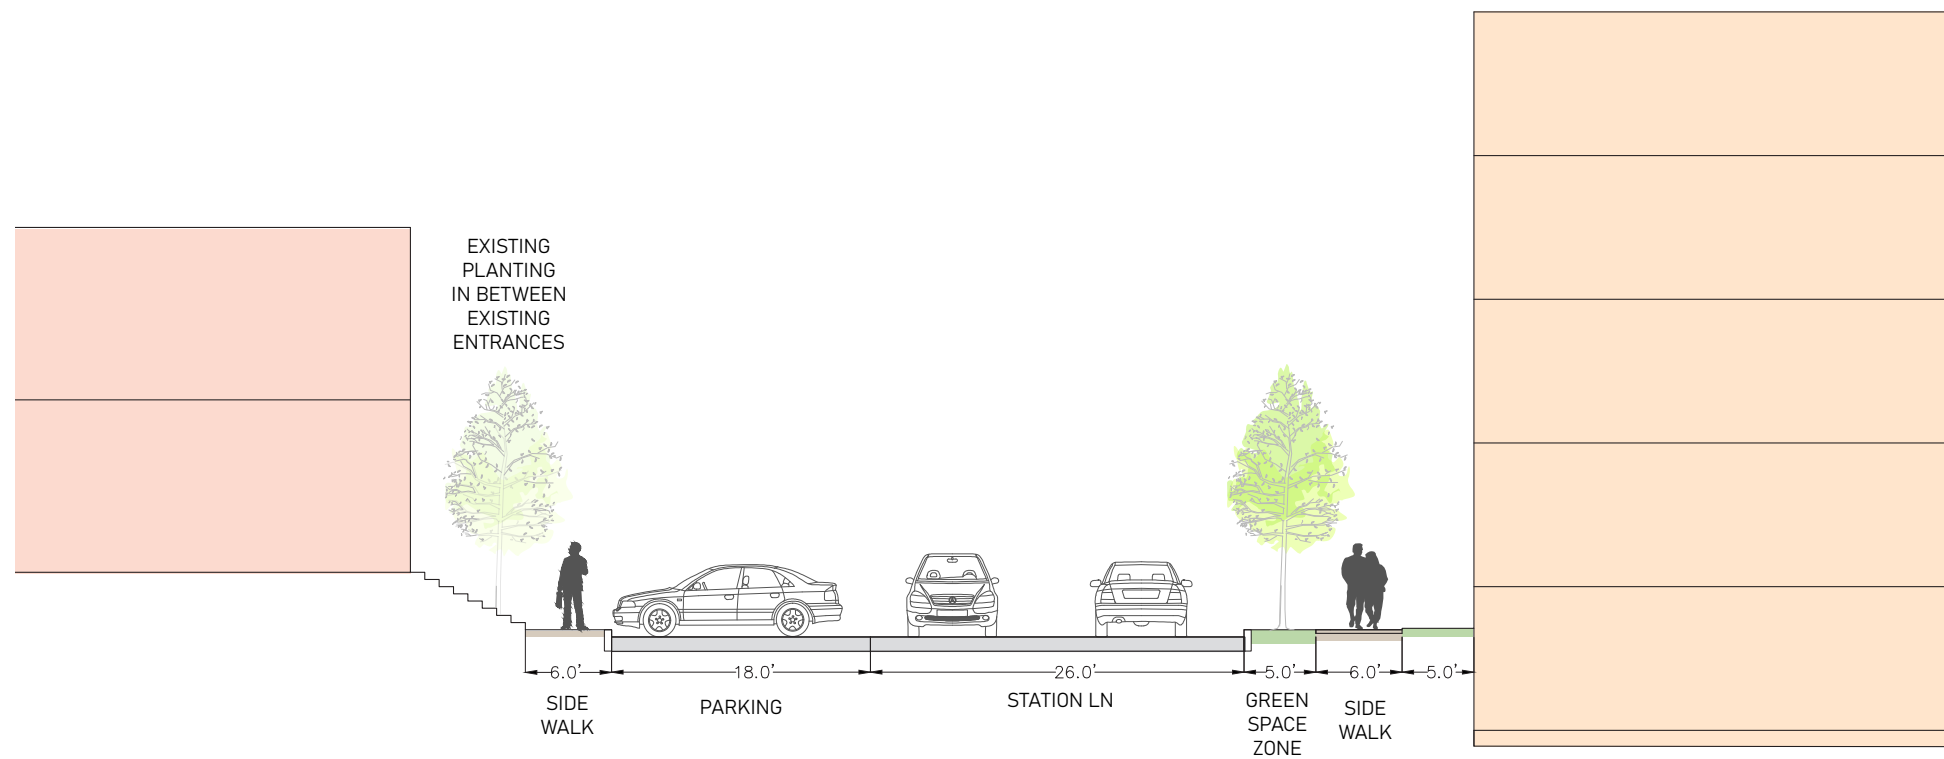 EXISTING
PLANTING
IN BETWEEN
EXISTING
ENTRANCES
6.0'
18.0'
26.0'
5.0'
6.0'
5.0'
SIDE
WALK
PARKING
STATION LN
GREEN
SPACE
ZONE
SIDE
WALK